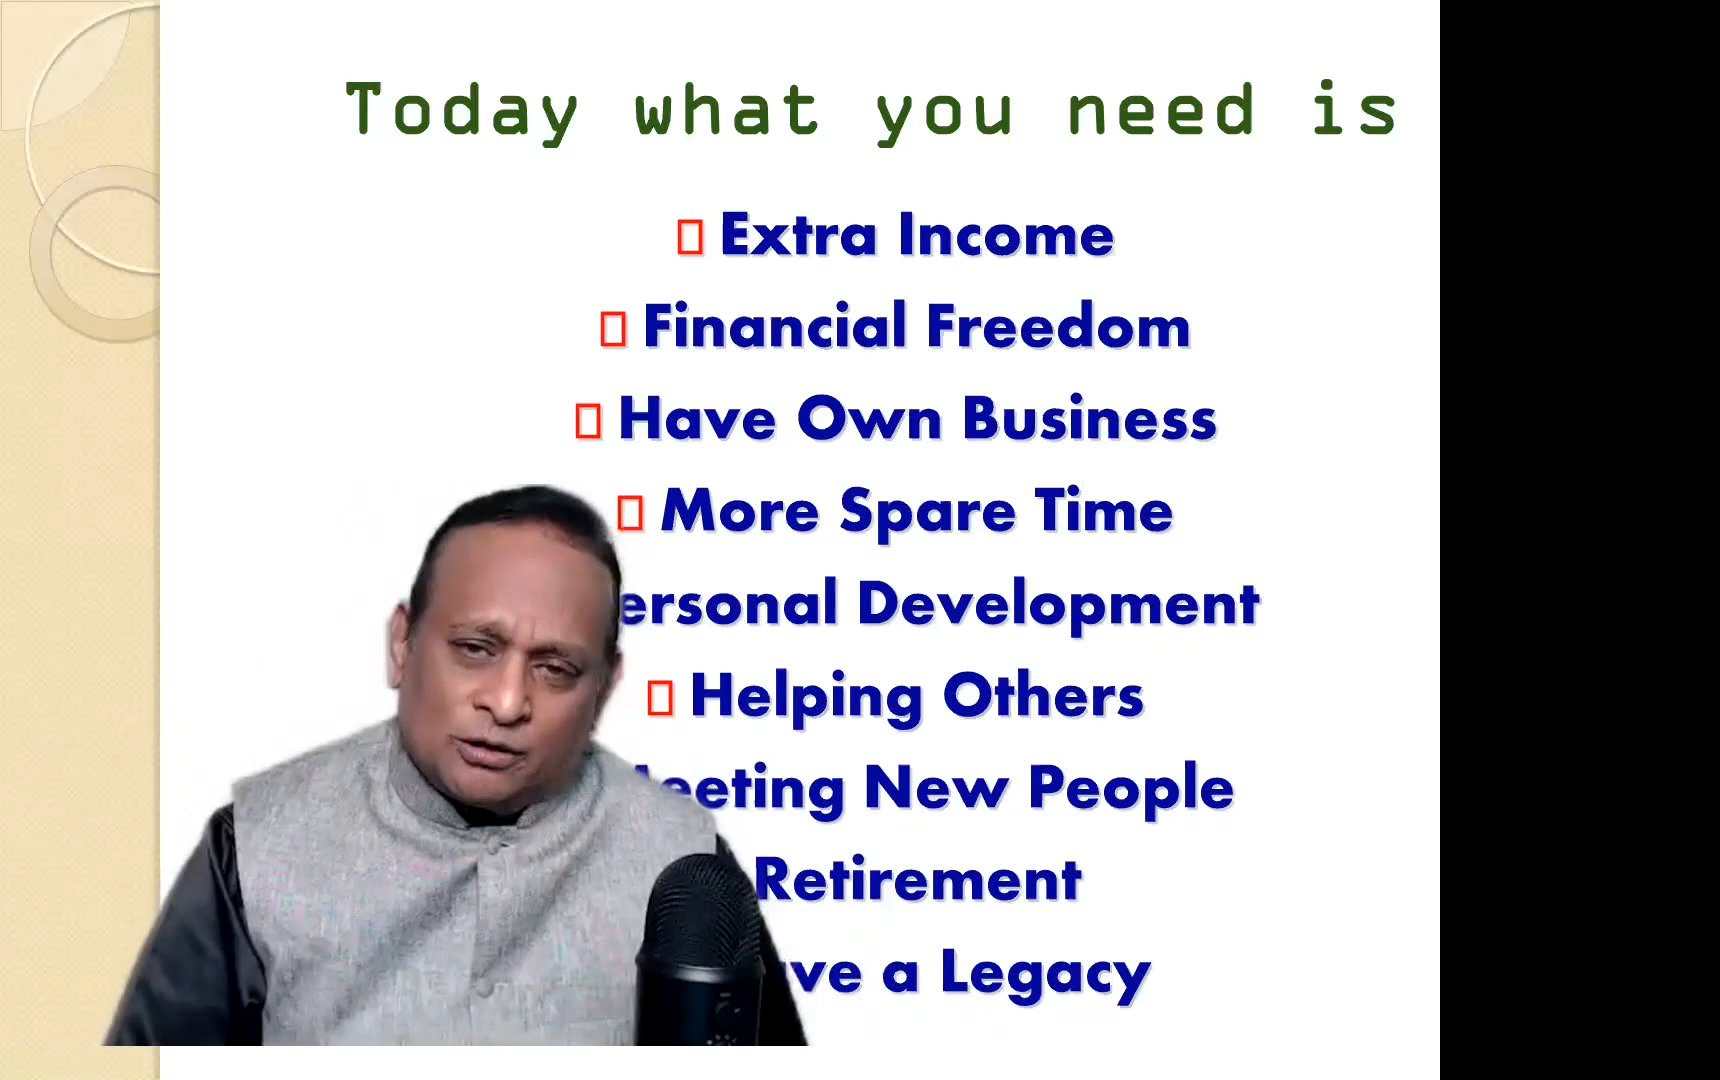 Today what you need is
Extra Income
Financial Freedom
Have Own Business
More Spare Time
ersonal Development
Helping Others
eeting New People
Retirement
ve a Legacy